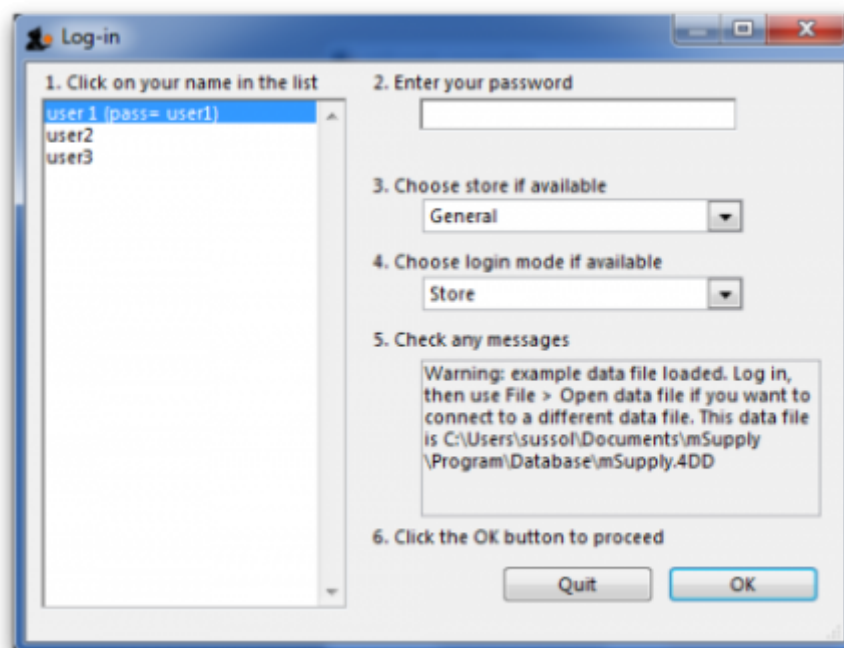 Log-in
1. Click on your name in the list
user 1 (pass= user1)
user2
user3
2. Enter your password
3. Choose store if available
General
4. Choose login mode if available
Store
5. Check any messages
Warning: example data file loaded. Log in,
then use File > Open data file if you want to
connect to a different data file. This data file
is C:\Users\sussol\Documents\mSupply
\Program\Database\mSupply.4DD
6. Click the OK button to proceed
Quit
OK